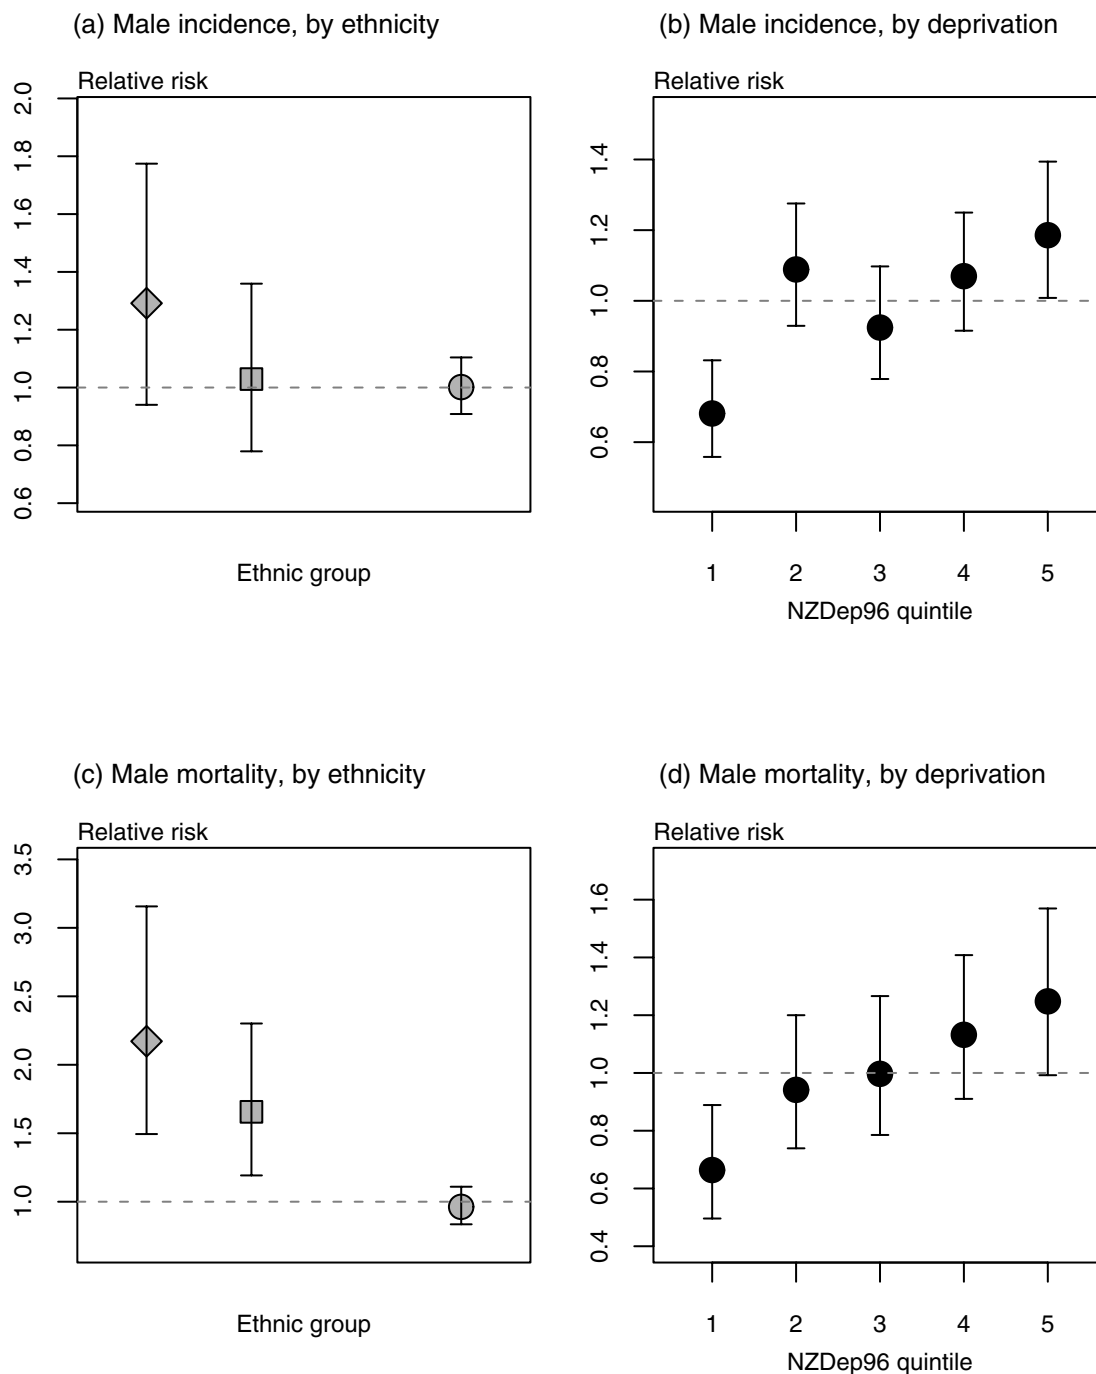 (a) Male incidence, by ethnicity
Relative risk
2.0
1.8
1.6
1.4
1.2
1.0
0.8
0.6
Ethnic group
(b) Male incidence, by deprivation
Relative risk
1.4
1.2
1.0
0.8
0.6
1 2 3 4 5
NZDep96 quintile
(c) Male mortality, by ethnicity
Relative risk
3.5
3.0
2.5
2.0
1.5
1.0
Ethnic group
(d) Male mortality, by deprivation
Relative risk
1.6
1.4
1.2
1.0
0.8
0.6
0.4
1 2 3 4 5
NZDep96 quintile